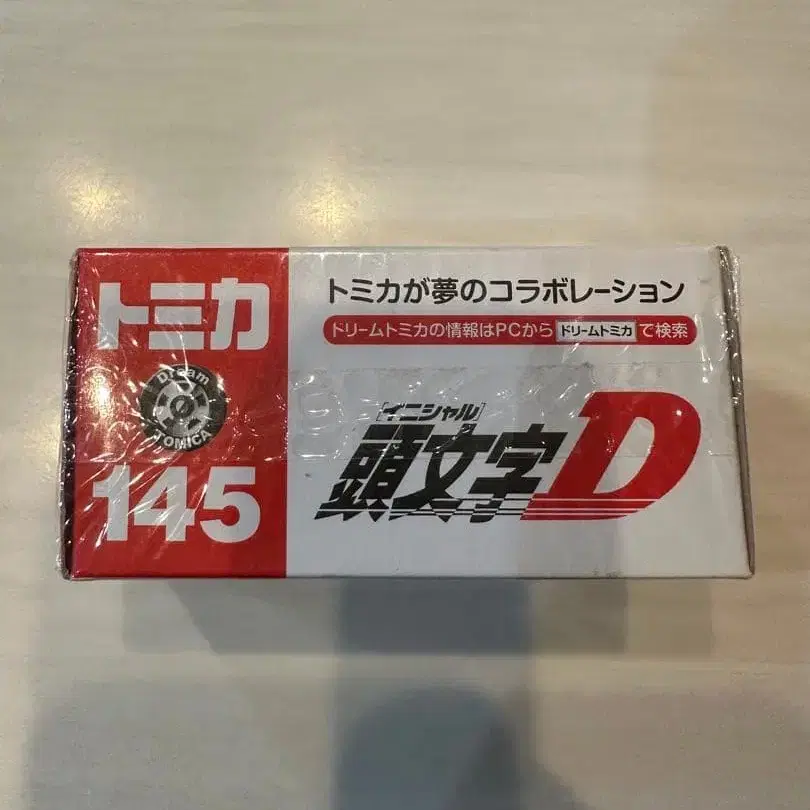 トミカ
Dream
TOMICA
145
トミカが夢のコラボレーション
ドリームトミカの情報はPCから ドリームトミカ で検索
[イニシャル]
頭文字D